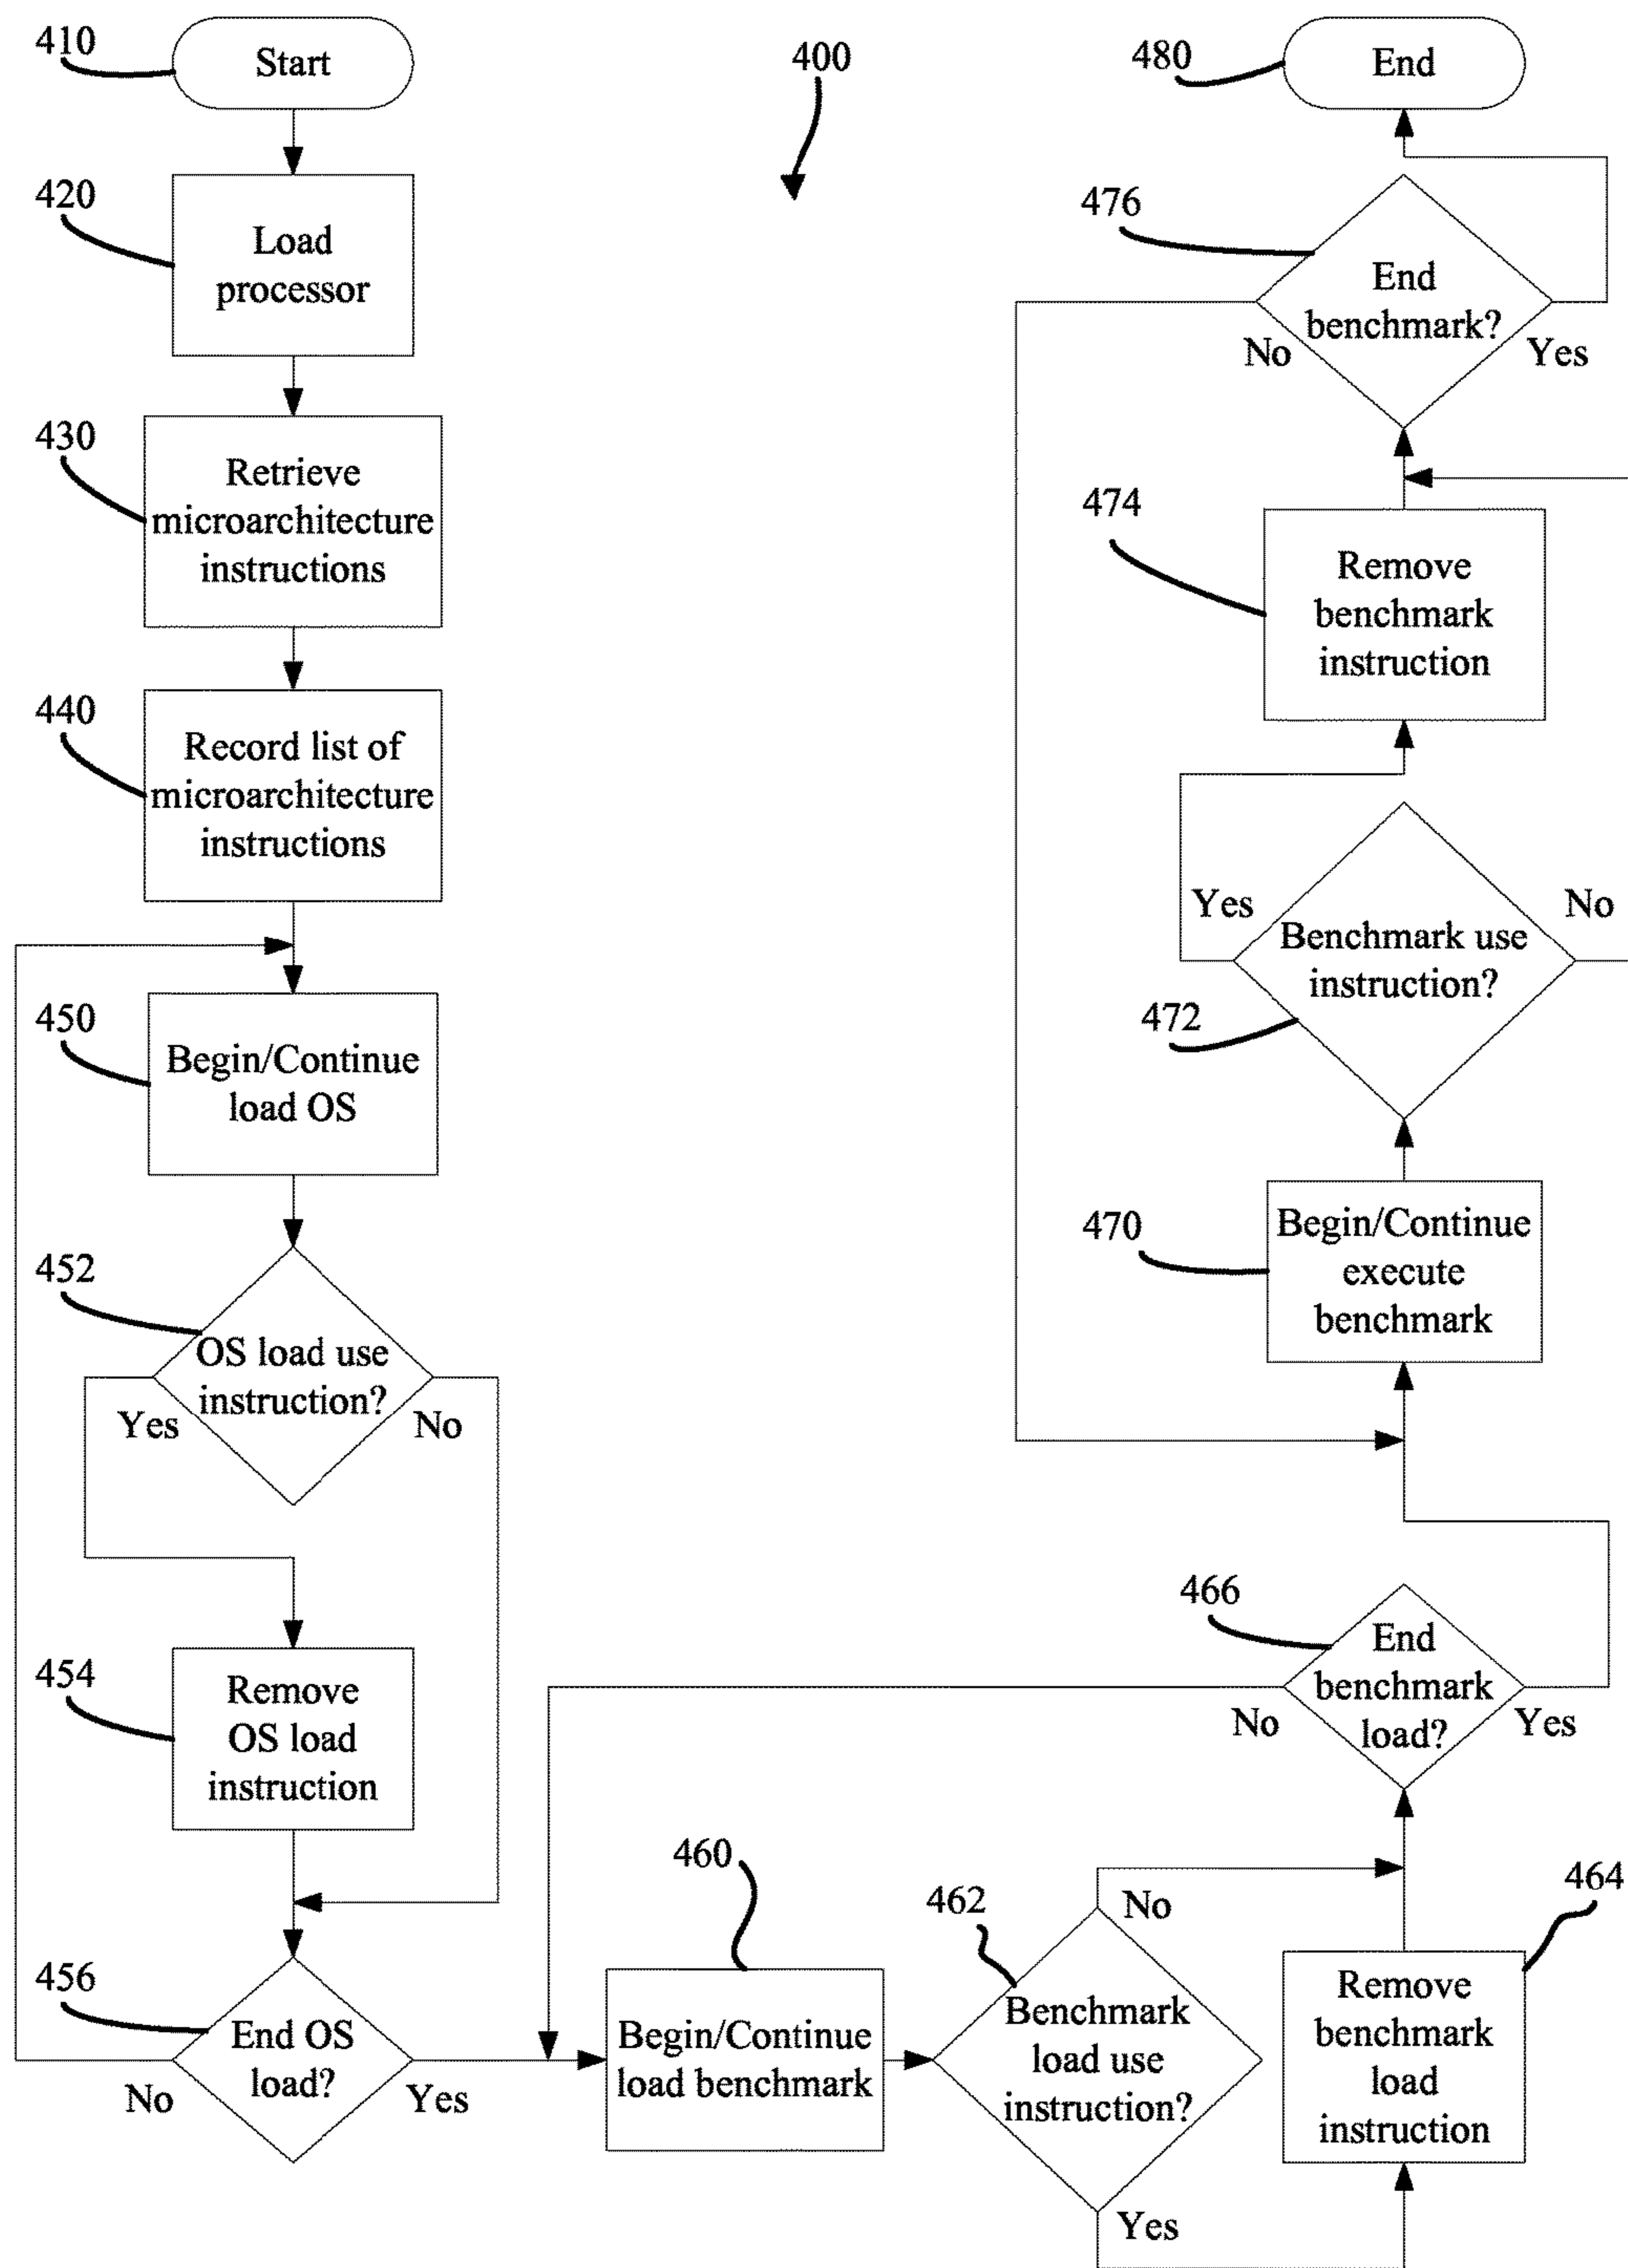 410
Start
420
Load
processor
430
Retrieve
microarchitecture
instructions
440
Record list of
microarchitecture
instructions
450
Begin/Continue
load OS
452
OS load use
instruction?
Yes
No
454
Remove
OS load
instruction
456
End OS
load?
No
Yes
400
460
Begin/Continue
load benchmark
462
Benchmark
load use
instruction?
No
Yes
464
Remove
benchmark
load
instruction
466
End
benchmark
load?
No
Yes
470
Begin/Continue
execute
benchmark
472
Benchmark use
instruction?
Yes
No
474
Remove
benchmark
instruction
476
End
benchmark?
No
Yes
480
End